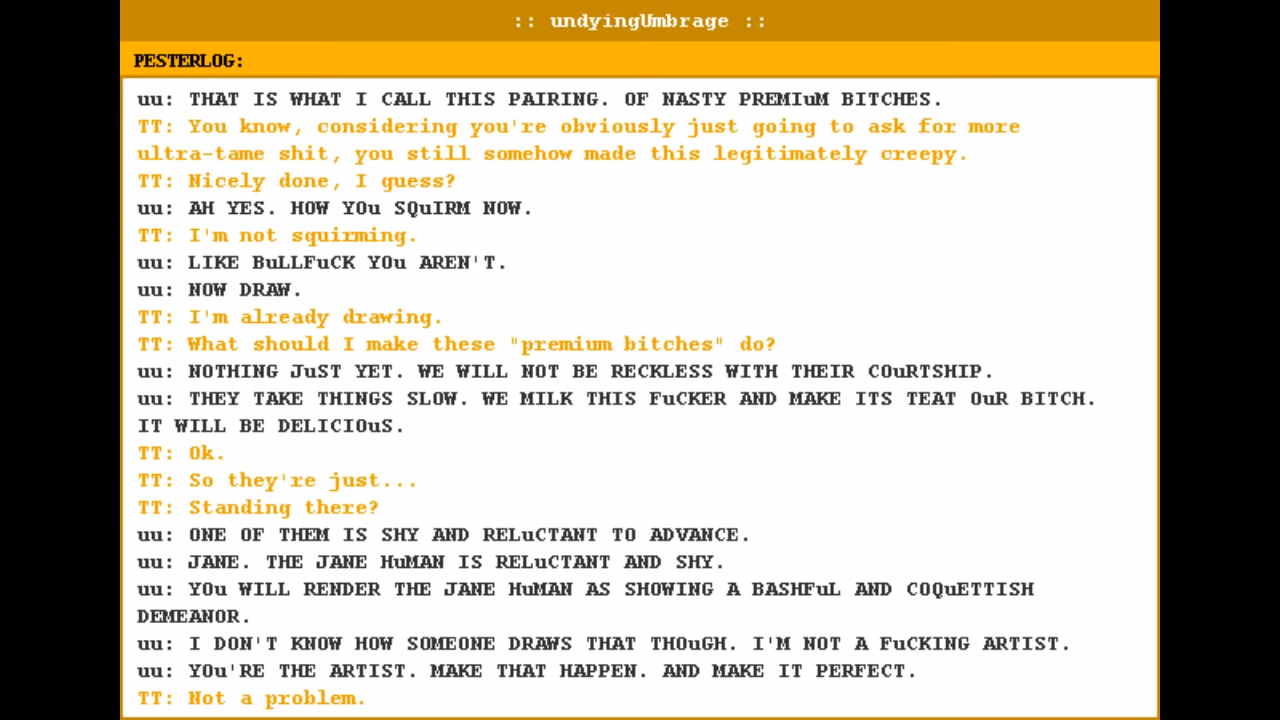 :: undyingUmbrage ::
PESTERLOG:
uu: THAT IS WHAT I CALL THIS PAIRING. OF NASTY PREMIuM BITCHES.
TT: You know, considering you're obviously just going to ask for more
ultra-tame shit, you still somehow made this legitimately creepy.
TT: Nicely done, I guess?
uu: AH YES. HOW YOu SQuIRM NOW.
TT: I'm not squirming.
uu: LIKE BuLLFuCK YOu AREN'T.
uu: NOW DRAW.
TT: I'm already drawing.
TT: What should I make these "premium bitches" do?
uu: NOTHING JuST YET. WE WILL NOT BE RECKLESS WITH THEIR COuRTSHIP.
uu: THEY TAKE THINGS SLOW. WE MILK THIS FuCKER AND MAKE ITS TEAT OuR BITCH.
IT WILL BE DELICIOuS.
TT: Ok.
TT: So they're just...
TT: Standing there?
uu: ONE OF THEM IS SHY AND RELuCTANT TO ADVANCE.
uu: JANE. THE JANE HuMAN IS RELuCTANT AND SHY.
uu: YOu WILL RENDER THE JANE HuMAN AS SHOWING A BASHFuL AND COQuETTISH
DEMEANOR.
uu: I DON'T KNOW HOW SOMEONE DRAWS THAT THOuGH. I'M NOT A FuCKING ARTIST.
uu: YOu'RE THE ARTIST. MAKE THAT HAPPEN. AND MAKE IT PERFECT.
TT: Not a problem.